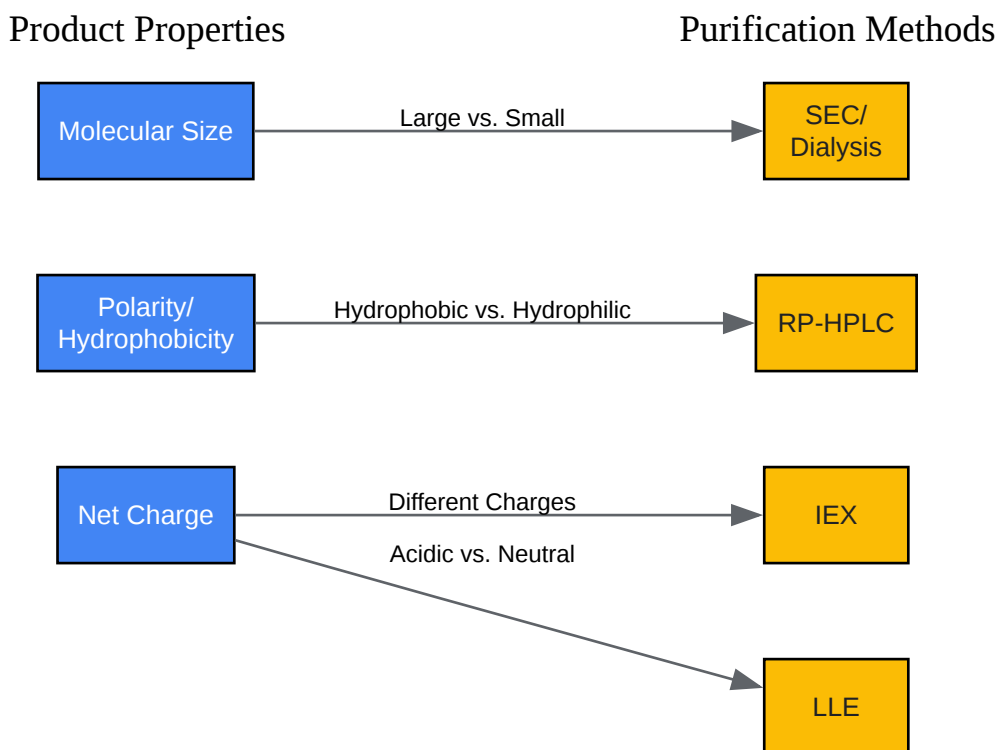 Product Properties
Purification Methods
Molecular Size
Large vs. Small
SEC/
Dialysis
Polarity/
Hydrophobicity
Hydrophobic vs. Hydrophilic
RP-HPLC
Net Charge
Different Charges
IEX
Acidic vs. Neutral
LLE